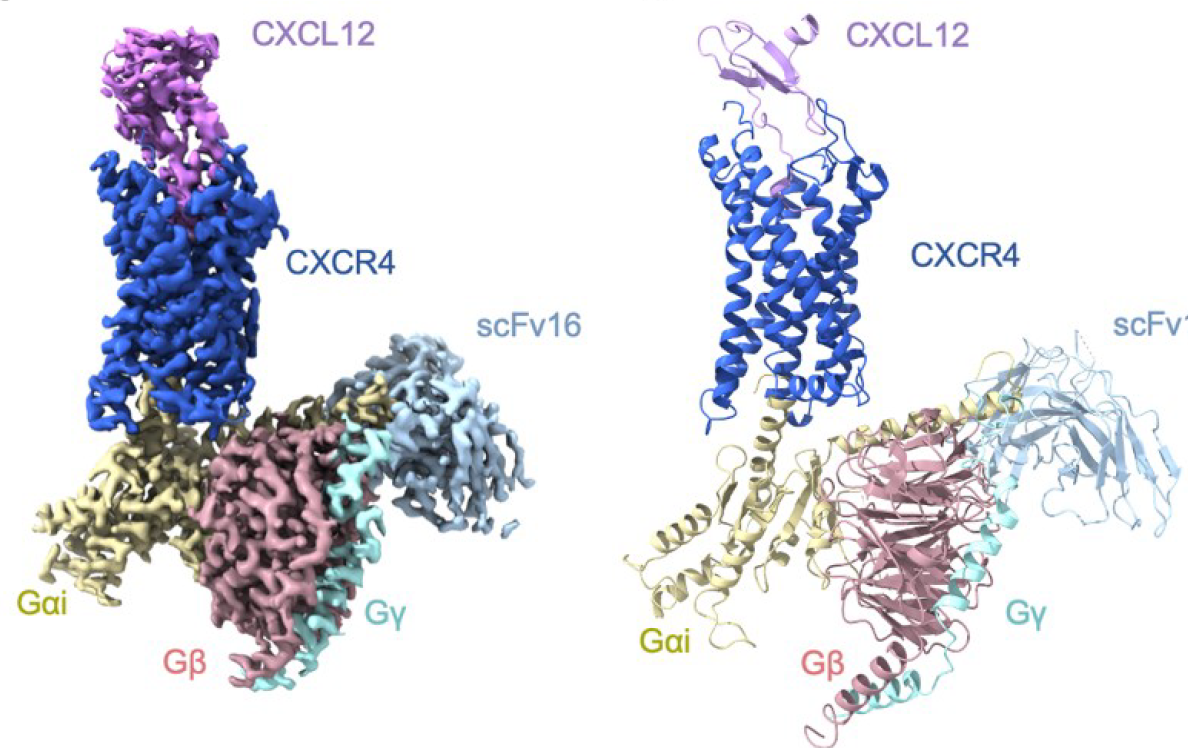 CXCL12
CXCR4
scFv16
Gαi
Gβ
Gγ
CXCL12
CXCR4
scFv1
Gαi
Gβ
Gγ